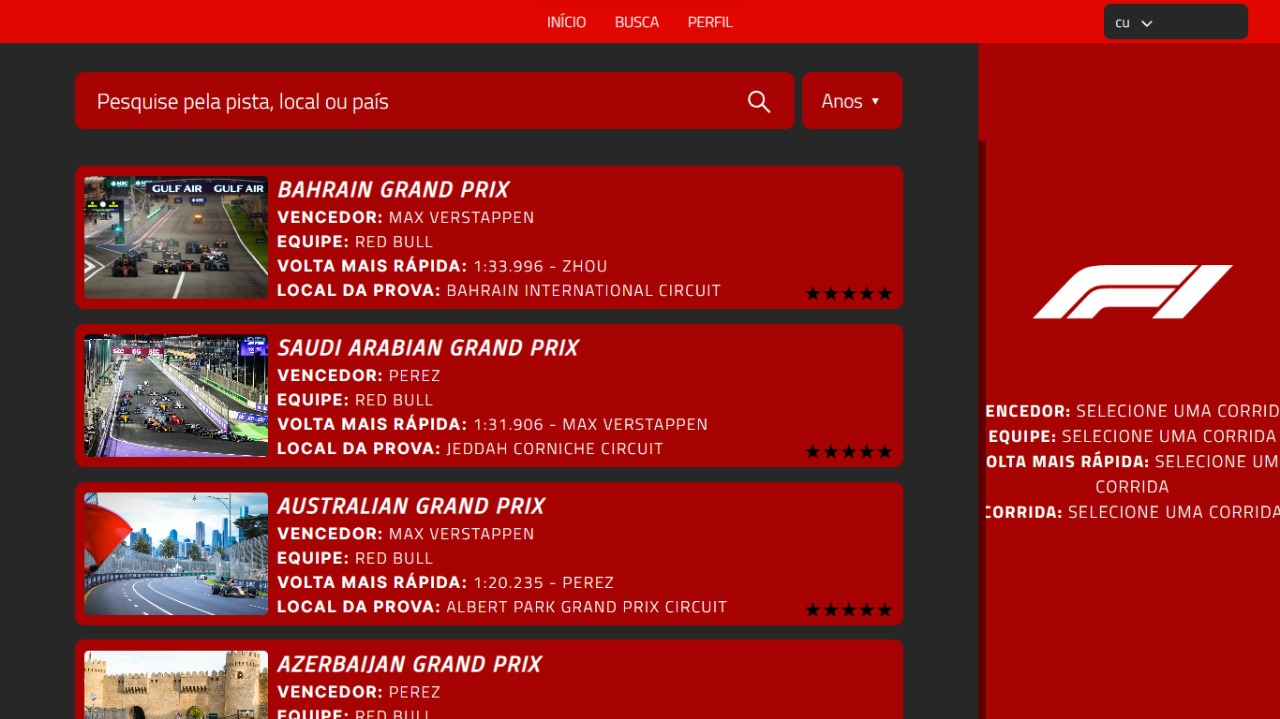 INÍCIO BUSCA PERFIL
cu
Pesquise pela pista, local ou país
Anos
GULF AIR GULF AIR
BAHRAIN GRAND PRIX
VENCEDOR: MAX VERSTAPPEN
EQUIPE: RED BULL
VOLTA MAIS RÁPIDA: 1:33.996 - ZHOU
LOCAL DA PROVA: BAHRAIN INTERNATIONAL CIRCUIT
SAUDI ARABIAN GRAND PRIX
VENCEDOR: PEREZ
EQUIPE: RED BULL
VOLTA MAIS RÁPIDA: 1:31.906 - MAX VERSTAPPEN
LOCAL DA PROVA: JEDDAH CORNICHE CIRCUIT
AUSTRALIAN GRAND PRIX
VENCEDOR: MAX VERSTAPPEN
EQUIPE: RED BULL
VOLTA MAIS RÁPIDA: 1:20.235 - PEREZ
LOCAL DA PROVA: ALBERT PARK GRAND PRIX CIRCUIT
AZERBAIJAN GRAND PRIX
VENCEDOR: PEREZ
EQUIPE: RED BULL
F1
ENCEDOR: SELECIONE UMA CORRID
EQUIPE: SELECIONE UMA CORRIDA
OLTA MAIS RÁPIDA: SELECIONE UM
CORRIDA
CORRIDA: SELECIONE UMA CORRIDA